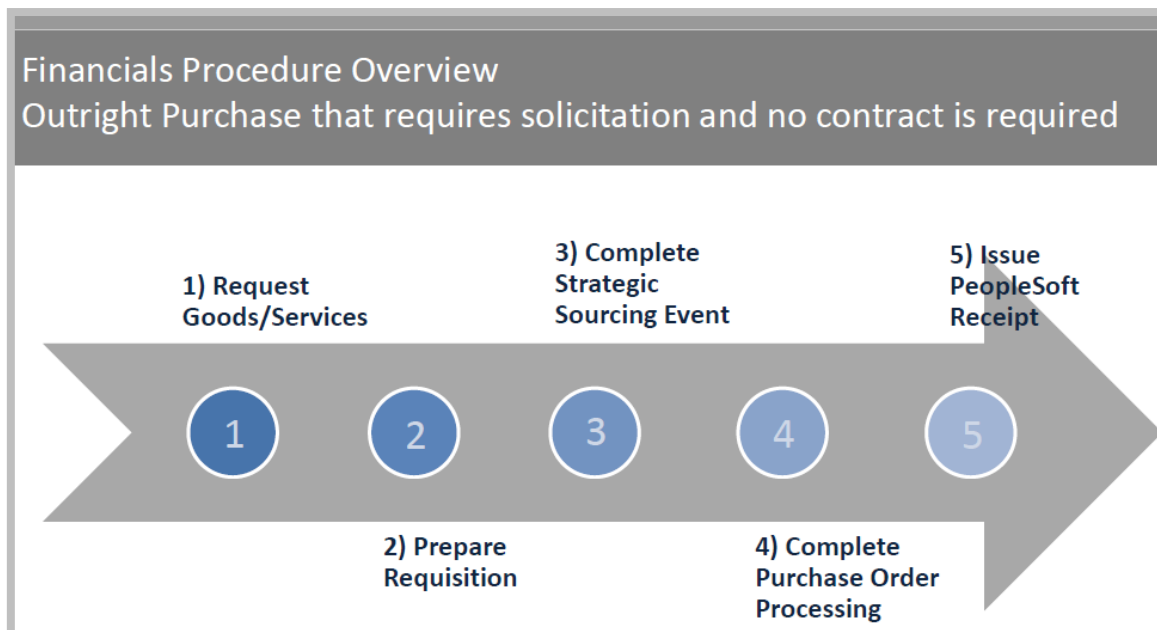 Financials Procedure Overview
Outright Purchase that requires solicitation and no contract is required
1) Request
Goods/Services
3) Complete
Strategic
Sourcing Event
5) Issue
PeopleSoft
Receipt
1
2
3
4
5
2) Prepare
Requisition
4) Complete
Purchase Order
Processing